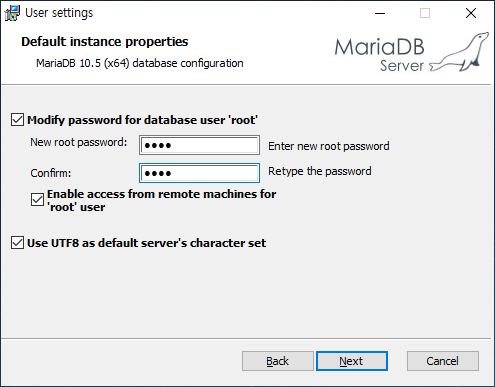 User settings
Default instance properties
MariaDB 10.5 (x64) database configuration
MariaDB
Server
Modify password for database user 'root'
New root password: •••• Enter new root password
Confirm: •••• Retype the password
Enable access from remote machines for
'root' user
Use UTF8 as default server's character set
Back Next Cancel